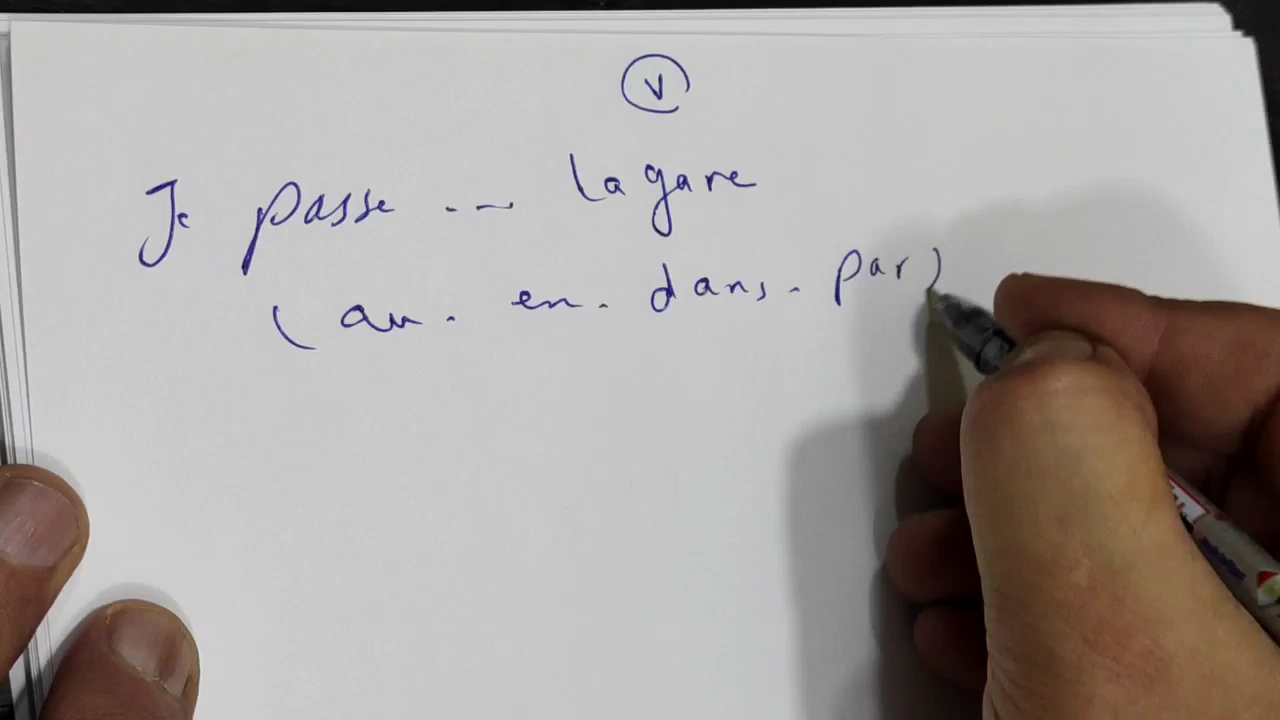 V
Je passe ... la gare
( au. en. dans. par)